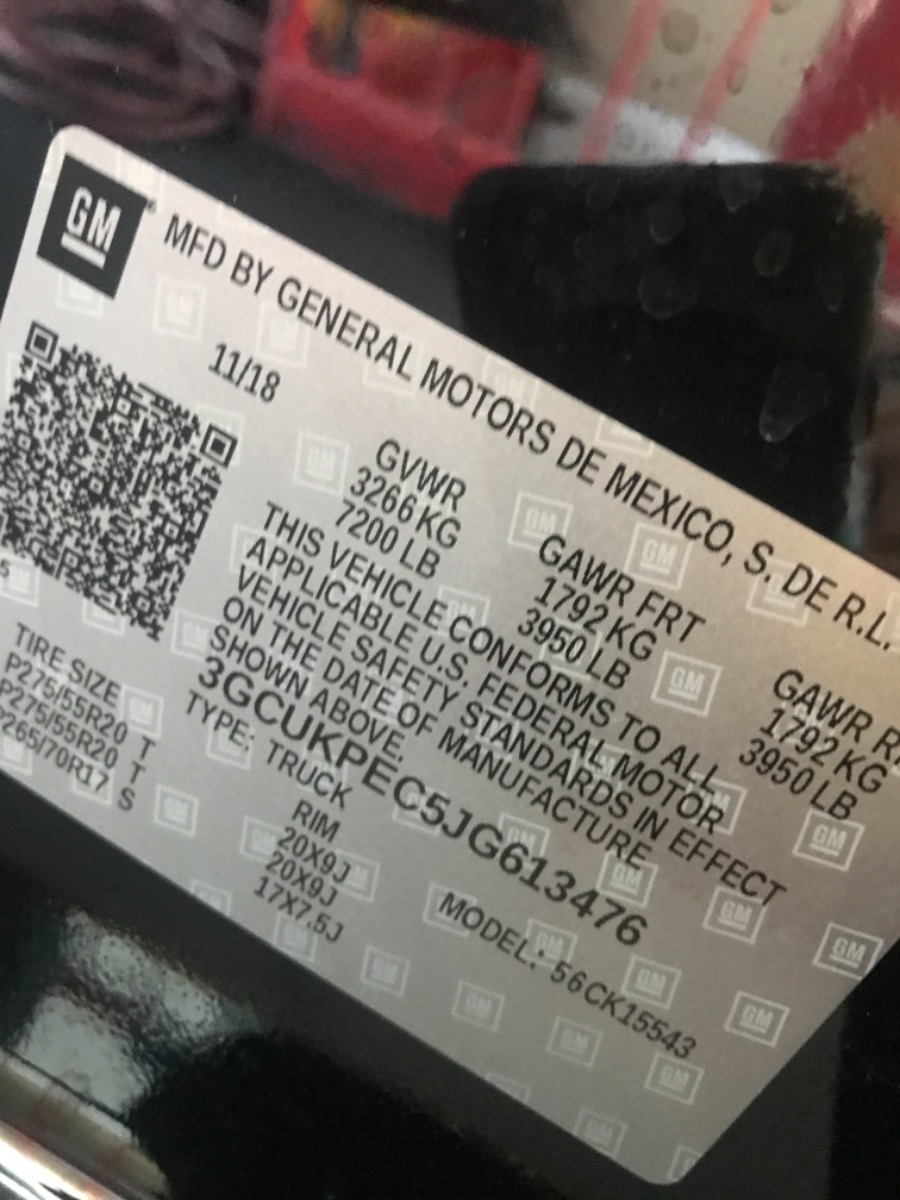 GM
MFD BY GENERAL MOTORS DE MEXICO, S. DE R.L.
11/18
GVWR
3266 KG
7200 LB
GAWR FRT
1792 KG
3950 LB
GAWR
1792 KG
3950 LB
THIS VEHICLE CONFORMS TO ALL
APPLICABLE U.S. FEDERAL MOTOR
VEHICLE SAFETY STANDARDS IN EFFECT
ON THE DATE OF MANUFACTURE
SHOWN ABOVE.
3GCUKPEC5JG613476
TYPE: TRUCK
MODEL: 56CK15543
TIRE SIZE
P275/55R20 T
P275/55R20 T
P265/70R17 S
RIM
20X9J
20X9J
17X7.5J